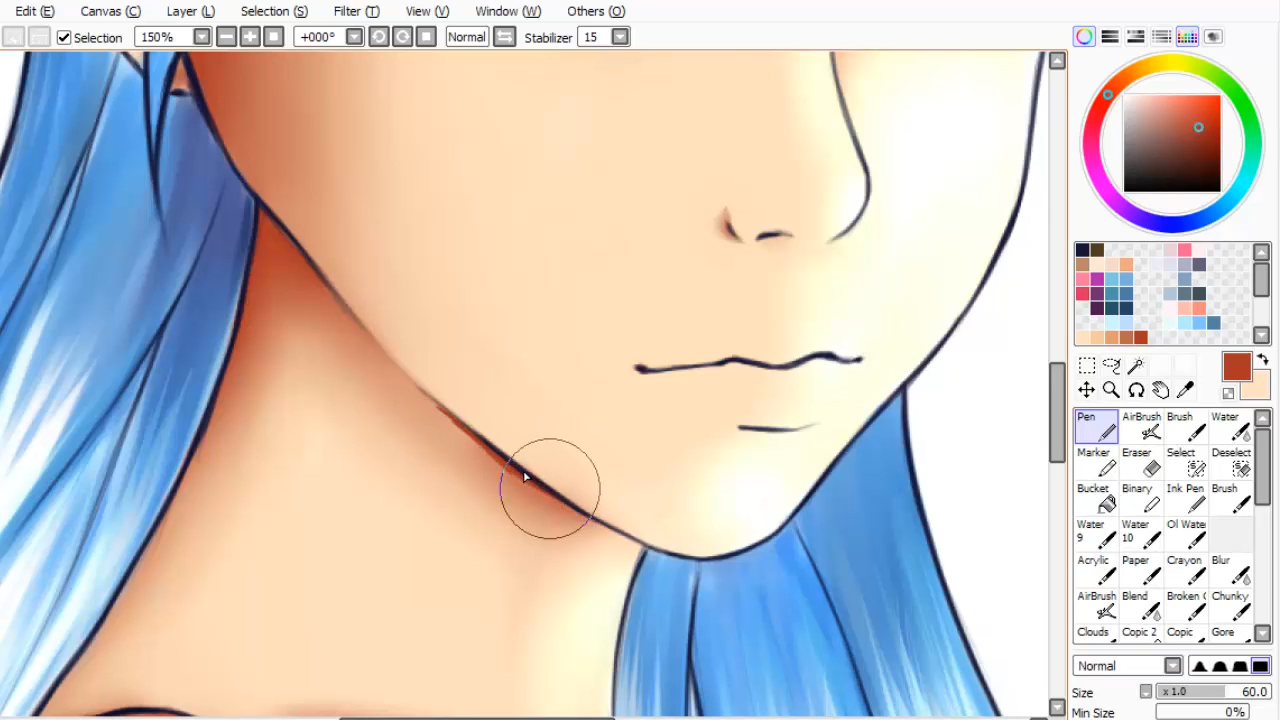 Edit (E) Canvas (C) Layer (L) Selection (S) Filter (T) View (V) Window (W) Others (O)
Selection 150% +000° Normal Stabilizer 15
Pen AirBrush Brush Water
Marker Eraser Select Deselect
Bucket Binary Ink Pen Brush
Water 9 Water 10 Ol Wate
Acrylic Paper Crayon Blur
AirBrush Blend Broken C Chunky
Clouds Copic 2 Copic Gore
Normal
Size x 1.0 60.0
Min Size 0%